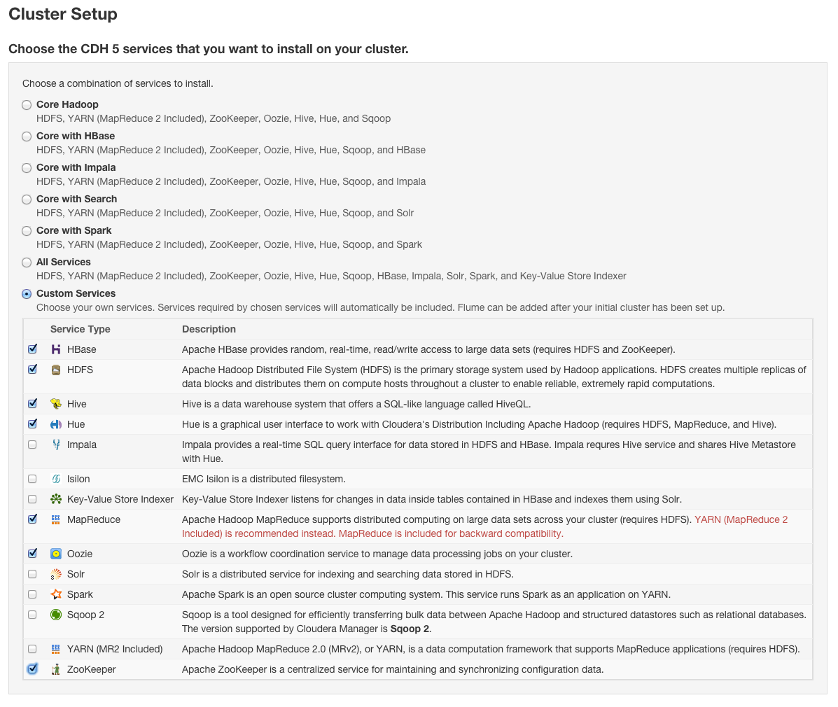 Cluster Setup
Choose the CDH 5 services that you want to install on your cluster.
Choose a combination of services to install.
Core Hadoop
HDFS, YARN (MapReduce 2 Included), ZooKeeper, Oozie, Hive, Hue, and Sqoop
Core with HBase
HDFS, YARN (MapReduce 2 Included), ZooKeeper, Oozie, Hive, Hue, Sqoop, and HBase
Core with Impala
HDFS, YARN (MapReduce 2 Included), ZooKeeper, Oozie, Hive, Hue, Sqoop, and Impala
Core with Search
HDFS, YARN (MapReduce 2 Included), ZooKeeper, Oozie, Hive, Hue, Sqoop, and Solr
Core with Spark
HDFS, YARN (MapReduce 2 Included), ZooKeeper, Oozie, Hive, Hue, Sqoop, and Spark
All Services
HDFS, YARN (MapReduce 2 Included), ZooKeeper, Oozie, Hive, Hue, Sqoop, HBase, Impala, Solr, Spark, and Key-Value Store Indexer
Custom Services
Choose your own services. Services required by chosen services will automatically be included. Flume can be added after your initial cluster has been set up.
Service Type Description
HBase Apache HBase provides random, real-time, read/write access to large data sets (requires HDFS and ZooKeeper).
HDFS Apache Hadoop Distributed File System (HDFS) is the primary storage system used by Hadoop applications. HDFS creates multiple replicas of
data blocks and distributes them on compute hosts throughout a cluster to enable reliable, extremely rapid computations.
Hive Hive is a data warehouse system that offers a SQL-like language called HiveQL.
Hue Hue is a graphical user interface to work with Cloudera's Distribution Including Apache Hadoop (requires HDFS, MapReduce, and Hive).
Impala Impala provides a real-time SQL query interface for data stored in HDFS and HBase. Impala requres Hive service and shares Hive Metastore
with Hue.
Isilon EMC Isilon is a distributed filesystem.
Key-Value Store Indexer Key-Value Store Indexer listens for changes in data inside tables contained in HBase and indexes them using Solr.
MapReduce Apache Hadoop MapReduce supports distributed computing on large data sets across your cluster (requires HDFS). YARN (MapReduce 2
Included) is recommended instead. MapReduce is included for backward compatibility.
Oozie Oozie is a workflow coordination service to manage data processing jobs on your cluster.
Solr Solr is a distributed service for indexing and searching data stored in HDFS.
Spark Apache Spark is an open source cluster computing system. This service runs Spark as an application on YARN.
Sqoop 2 Sqoop is a tool designed for efficiently transferring bulk data between Apache Hadoop and structured datastores such as relational databases.
The version supported by Cloudera Manager is Sqoop 2.
YARN (MR2 Included) Apache Hadoop MapReduce 2.0 (MRv2), or YARN, is a data computation framework that supports MapReduce applications (requires HDFS).
ZooKeeper Apache ZooKeeper is a centralized service for maintaining and synchronizing configuration data.